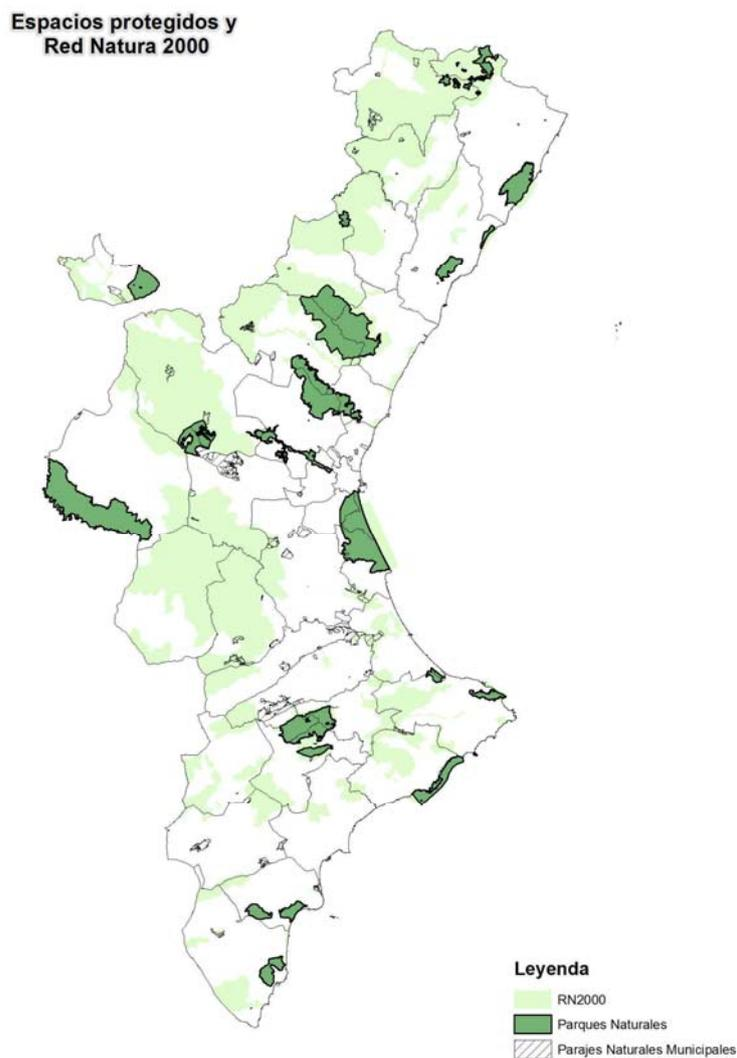 Espacios protegidos y
Red Natura 2000
Leyenda
RN2000
Parques Naturales
Parajes Naturales Municipales